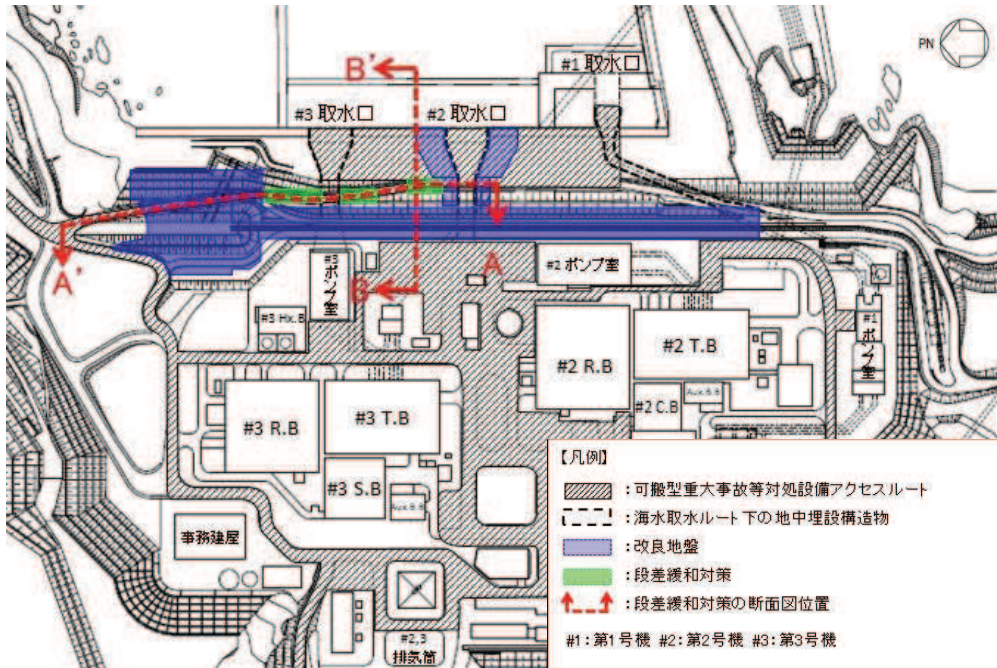 PN
B'
#1 取水口
#3 取水口
#2 取水口
A'
A
B
#3 ポンプ室
#2 ポンプ室
#1 ポンプ室
#3 Hx.B
#2 R.B
#2 T.B
Aux.B.B
#2 C.B
#3 R.B
#3 T.B
#3 S.B
Aux.B.B
事務建屋
#2,3
排気筒
【凡例】
:可搬型重大事故等対処設備アクセスルート
:海水取水ルート下の地中埋設構造物
:改良地盤
:段差緩和対策
:段差緩和対策の断面図位置
#1:第1号機 #2:第2号機 #3:第3号機